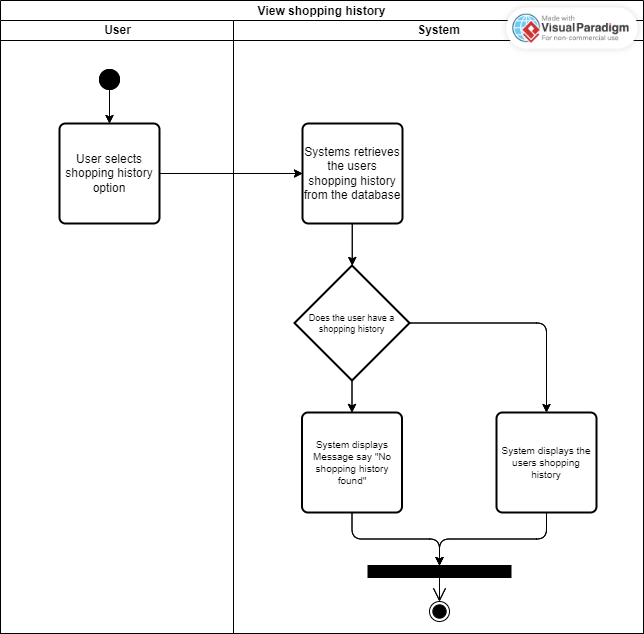 View shopping history
User
System
Made with
VisualParadigm
For non-commercial use
User selects
shopping history
option
Systems retrieves
the users
shopping history
from the database
Does the user have a
shopping history
System displays
Message say "No
shopping history
found"
System displays the
users shopping
history